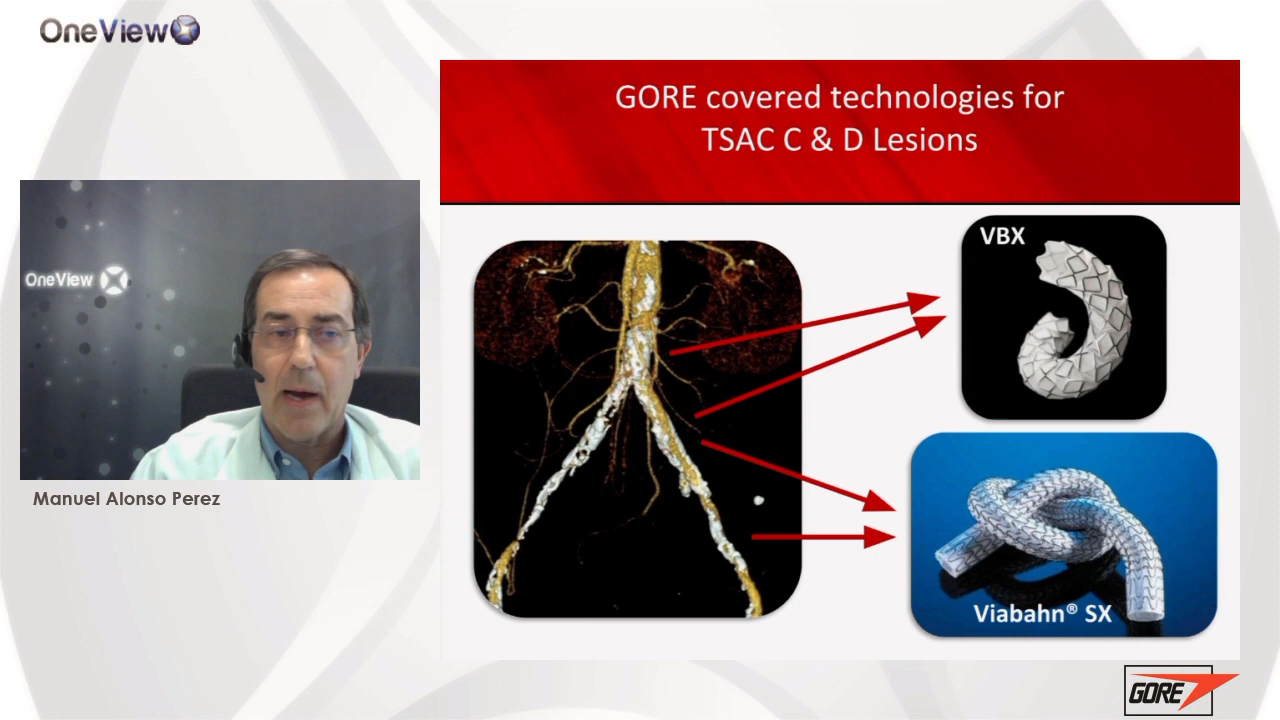 OneView
GORE covered technologies for
TSAC C & D Lesions
OneView
VBX
Viabahn® SX
Manuel Alonso Perez
GORE